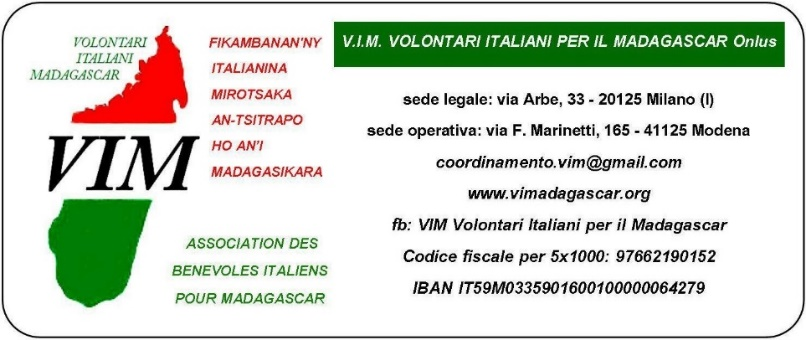 VOLONTARI
ITALIANI
MADAGASCAR
VIM
FIKAMBANAN'NY
ITALIANINA
MIROTSAKA
AN-TSITRAPO
HO AN'I
MADAGASIKARA
ASSOCIATION DES
BENEVOLES ITALIENS
POUR MADAGASCAR
V.I.M. VOLONTARI ITALIANI PER IL MADAGASCAR Onlus
sede legale: via Arbe, 33 - 20125 Milano (I)
sede operativa: via F. Marinetti, 165 - 41125 Modena
coordinamento.vim@gmail.com
www.vimadagascar.org
fb: VIM Volontari Italiani per il Madagascar
Codice fiscale per 5x1000: 97662190152
IBAN IT59M0335901600100000064279